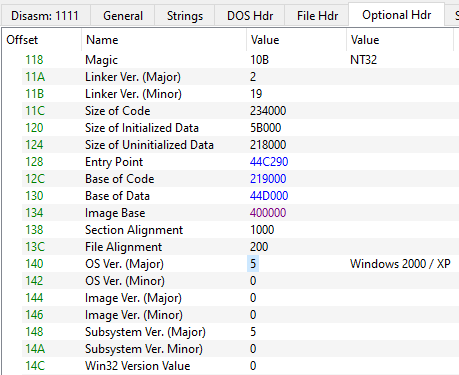 Disasm: 1111 General Strings DOS Hdr File Hdr Optional Hdr
Offset Name Value Value
118 Magic 10B NT32
11A Linker Ver. (Major) 2
11B Linker Ver. (Minor) 19
11C Size of Code 234000
120 Size of Initialized Data 5B000
124 Size of Uninitialized Data 218000
128 Entry Point 44C290
12C Base of Code 219000
130 Base of Data 44D000
134 Image Base 400000
138 Section Alignment 1000
13C File Alignment 200
140 OS Ver. (Major) 5 Windows 2000 / XP
142 OS Ver. (Minor) 0
144 Image Ver. (Major) 0
146 Image Ver. (Minor) 0
148 Subsystem Ver. (Major) 5
14A Subsystem Ver. Minor) 0
14C Win32 Version Value 0